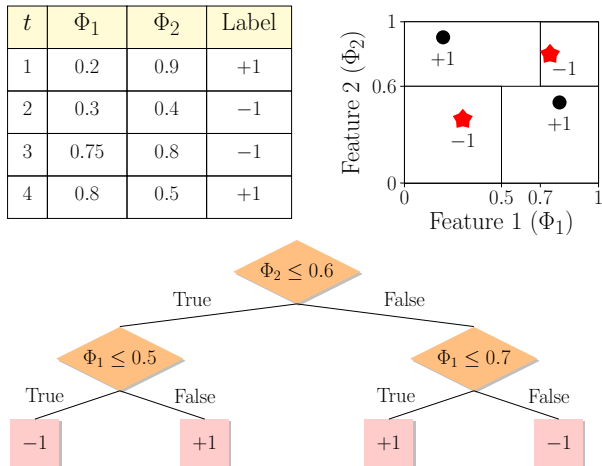 t Φ₁ Φ₂ Label
1 0.2 0.9 +1
2 0.3 0.4 −1
3 0.75 0.8 −1
4 0.8 0.5 +1
Feature 2 (Φ₂)
1
0.6
0
+1
−1
−1
+1
0 0.5 0.7 1
Feature 1 (Φ₁)
Φ₂ ≤ 0.6
True False
Φ₁ ≤ 0.5 Φ₁ ≤ 0.7
True False True False
−1 +1 +1 −1